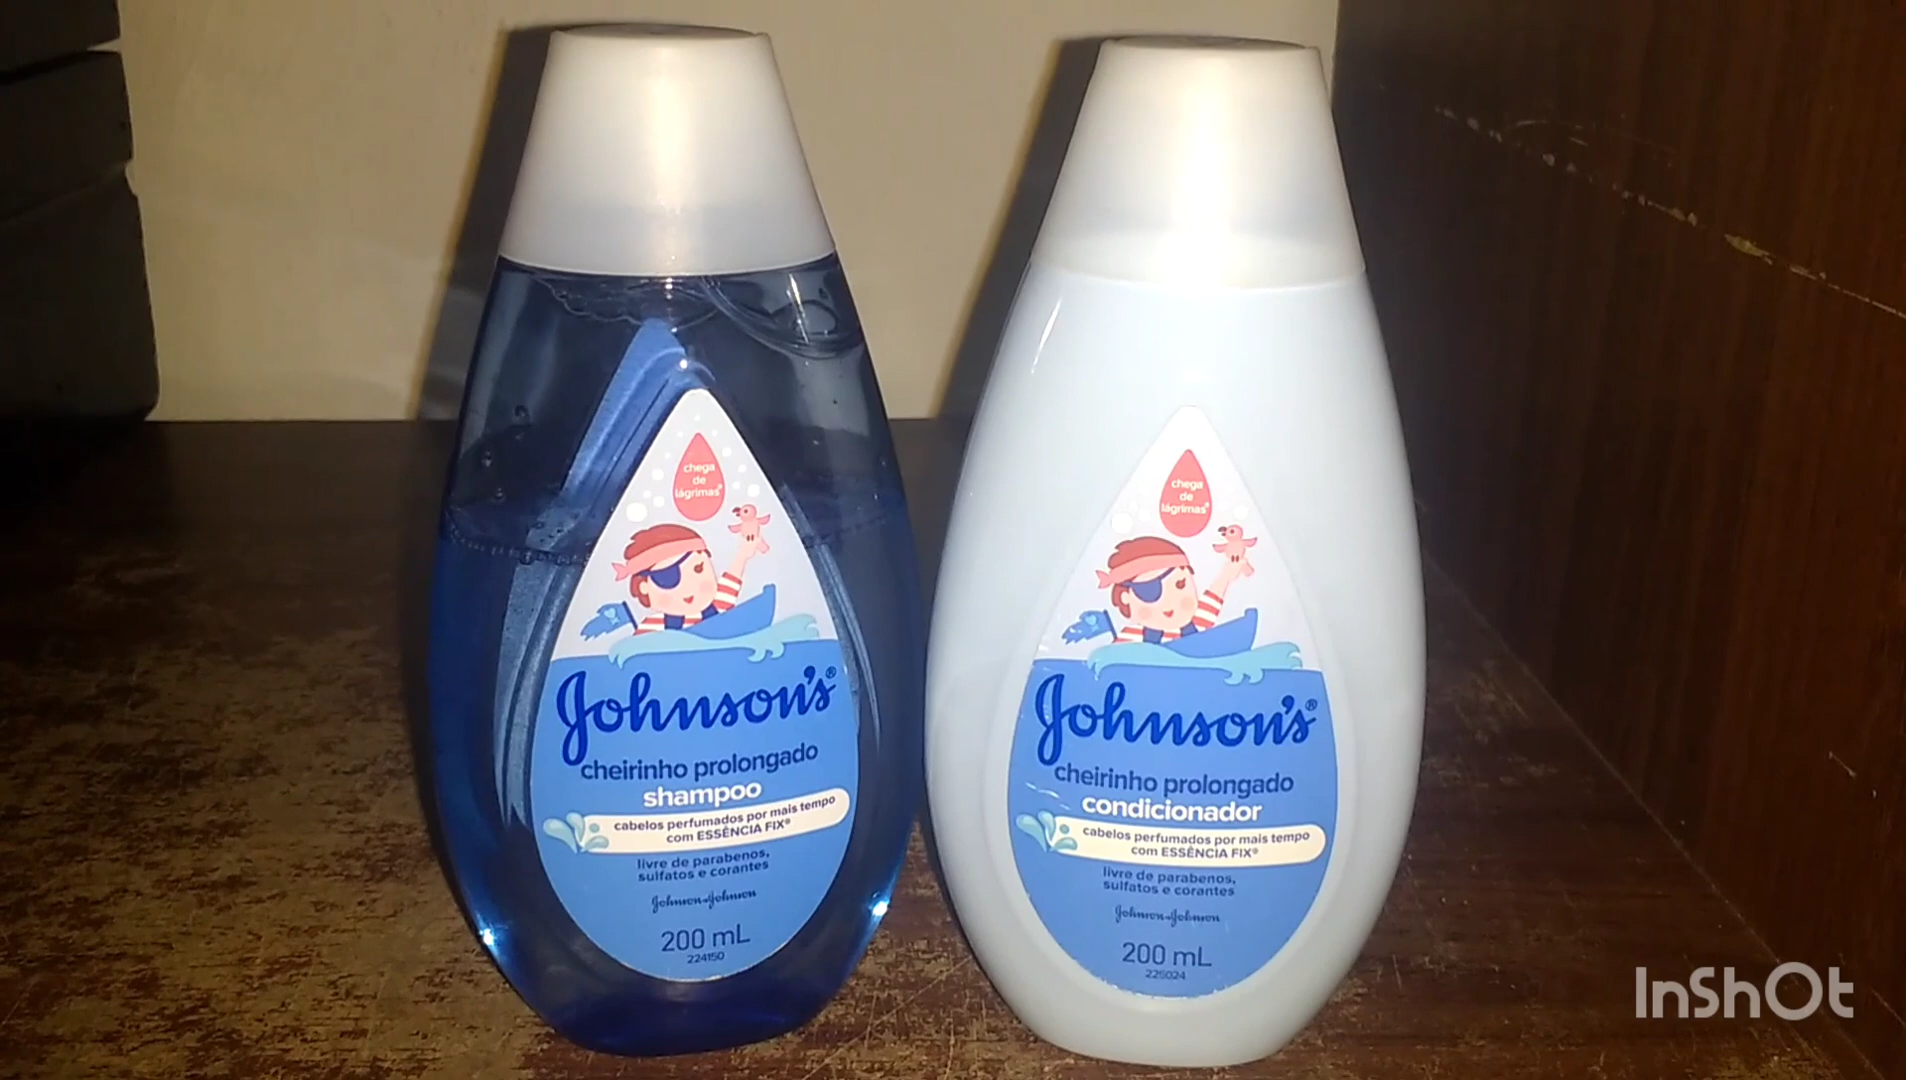 chega
de
lágrimas®
Johnson's®
cheirinho prolongado
shampoo
cabelos perfumados por mais tempo
com ESSÊNCIA FIX®
livre de parabenos,
sulfatos e corantes
Johnson+Johnson
200 mL
224150
chega
de
lágrimas®
Johnson's®
cheirinho prolongado
condicionador
cabelos perfumados por mais tempo
com ESSÊNCIA FIX®
livre de parabenos,
sulfatos e corantes
Johnson+Johnson
200 mL
225024
InShOt